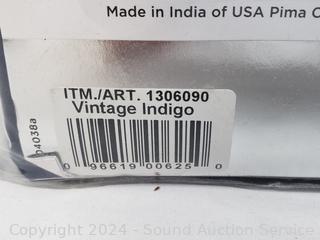 Made in India of USA Pima C
ITM./ART. 1306090
Vintage Indigo
04038a
0 96619 00625 0
Copyright 2024 - Sound Auction Service